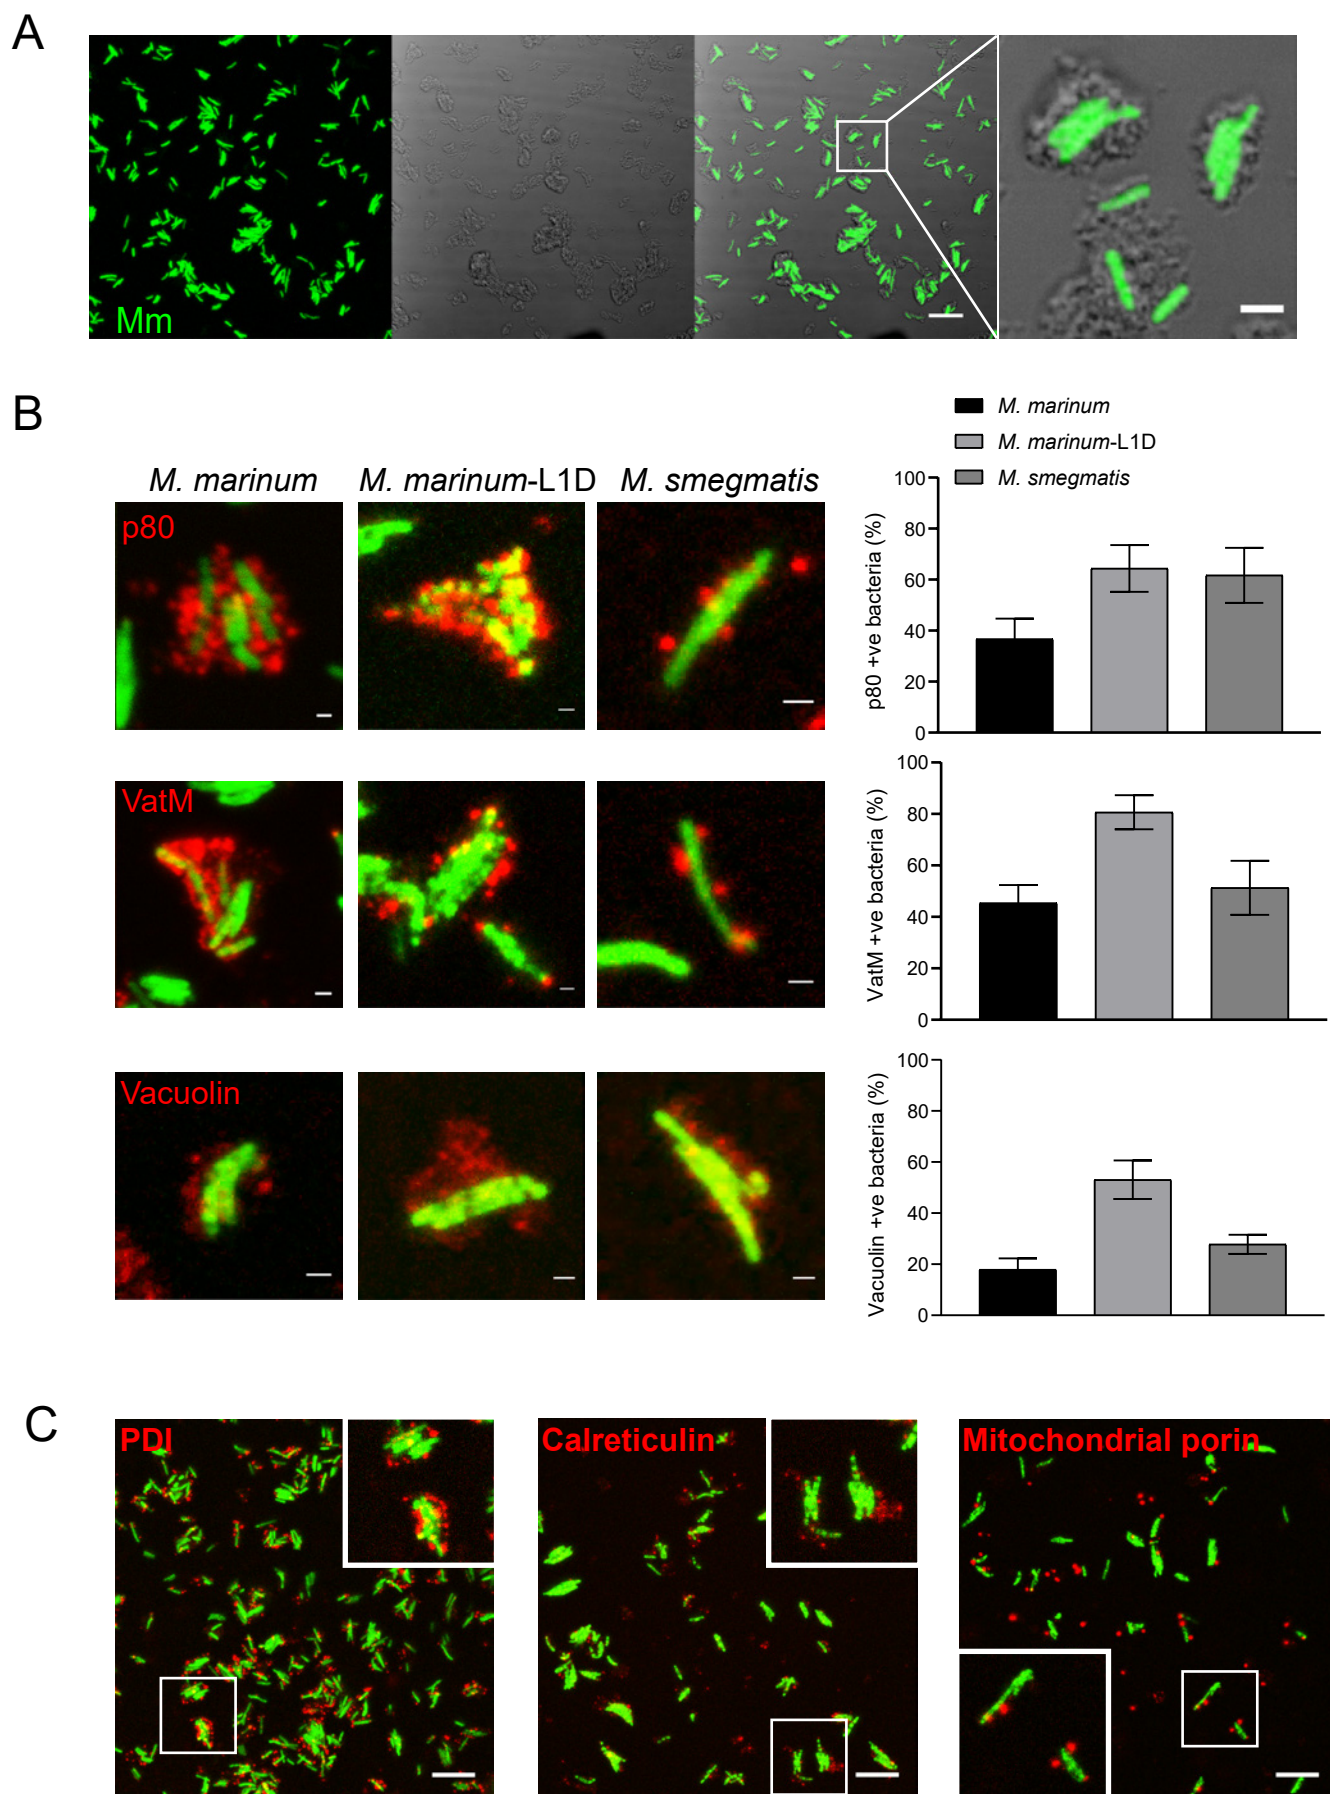 A
Mm
B
M. marinum
M. marinum-L1D
M. smegmatis
M. marinum
M. marinum-L1D
M. smegmatis
p80
p80 +ve bacteria (%)
100
80
60
40
20
0
VatM
VatM +ve bacteria (%)
100
80
60
40
20
0
Vacuolin
Vacuolin +ve bacteria (%)
100
80
60
40
20
0
C
PDI
Calreticulin
Mitochondrial porin